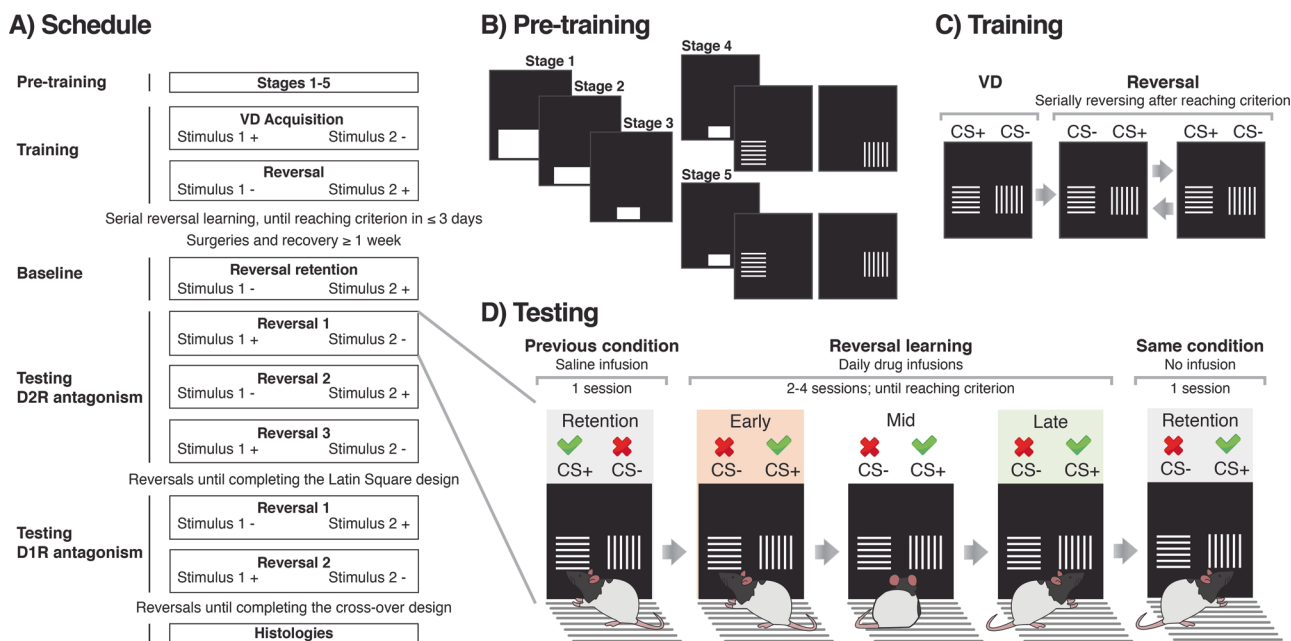 A) Schedule
Pre-training
Stages 1-5
Training
VD Acquisition
Stimulus 1 + Stimulus 2 -
Reversal
Stimulus 1 - Stimulus 2 +
Serial reversal learning, until reaching criterion in ≤ 3 days
Surgeries and recovery ≥ 1 week
Baseline
Reversal retention
Stimulus 1 - Stimulus 2 +
Testing
D2R antagonism
Reversal 1
Stimulus 1 + Stimulus 2 -
Reversal 2
Stimulus 1 - Stimulus 2 +
Reversal 3
Stimulus 1 + Stimulus 2 -
Reversals until completing the Latin Square design
Testing
D1R antagonism
Reversal 1
Stimulus 1 - Stimulus 2 +
Reversal 2
Stimulus 1 + Stimulus 2 -
Reversals until completing the cross-over design
Histologies
B) Pre-training
Stage 1
Stage 2
Stage 3
Stage 4
Stage 5
C) Training
VD Reversal
Serially reversing after reaching criterion
CS+ CS- CS- CS+ CS+ CS-
D) Testing
Previous condition
Saline infusion
1 session
Reversal learning
Daily drug infusions
2-4 sessions; until reaching criterion
Same condition
No infusion
1 session
Retention Early Mid Late Retention
CS+ CS- CS- CS+ CS- CS+ CS- CS+ CS- CS+